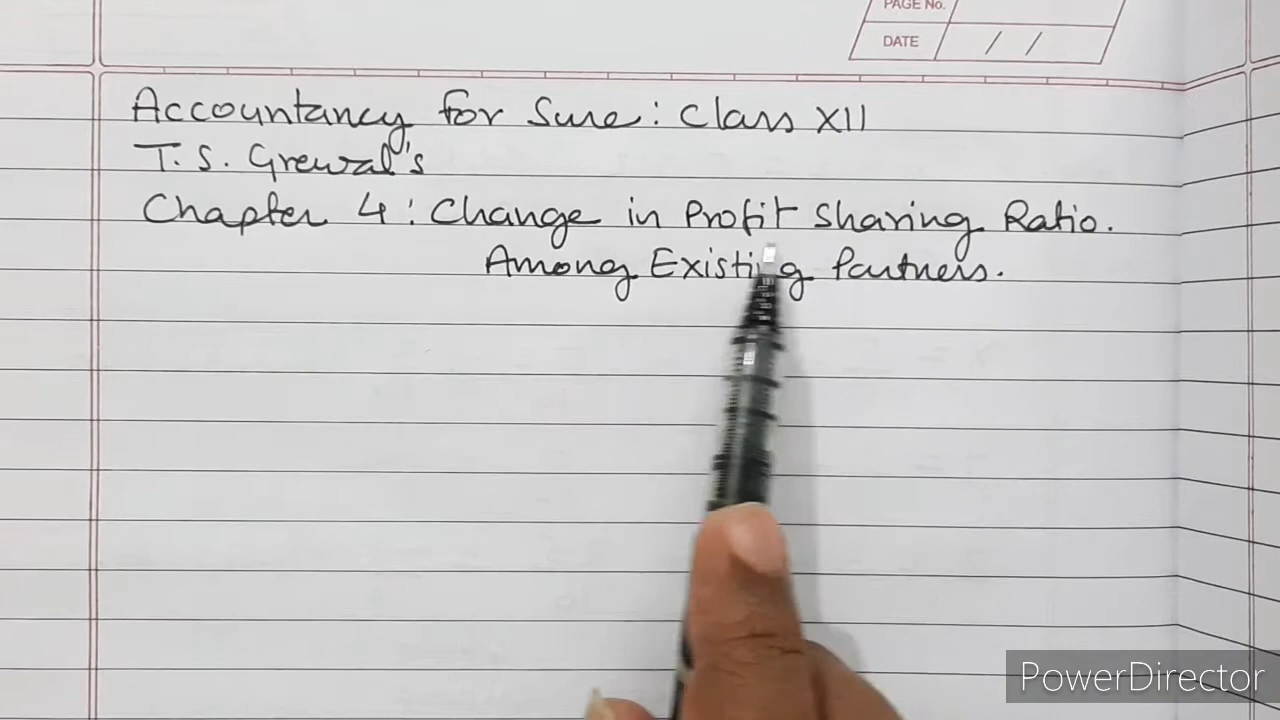 PAGE No.
DATE / /
Accountancy for Sure: Class XII
T.S. Grewal's
Chapter 4: Change in Profit Sharing Ratio.
Among Existing Partners.
PowerDirector